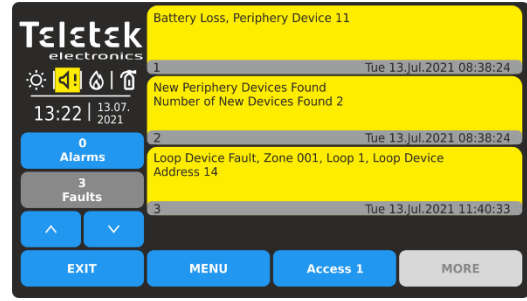 Teletek
electronics
13:22 | 13.07.
2021
0
Alarms
3
Faults
Battery Loss, Periphery Device 11
1 Tue 13.Jul.2021 08:38:24
New Periphery Devices Found
Number of New Devices Found 2
2 Tue 13.Jul.2021 08:38:24
Loop Device Fault, Zone 001, Loop 1, Loop Device
Address 14
3 Tue 13.Jul.2021 11:40:33
EXIT
MENU
Access 1
MORE